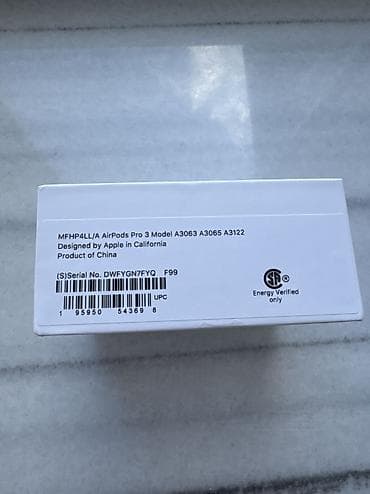 MFHP4LL/A AirPods Pro 3 Model A3063 A3065 A3122
Designed by Apple in California
Product of China
(S)Serial No. DWFYGN7FYQ F99
UPC
1 95950 54369 8
SA
Energy Verified
only